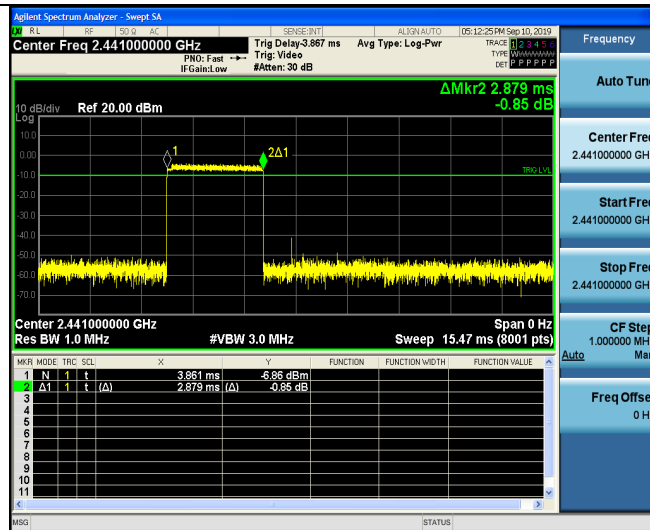 Agilent Spectrum Analyzer - Swept SA
RL RF 50 Ω AC SENSE:INT ALIGN AUTO 05:12:25 PM Sep 10, 2019
Center Freq 2.441000000 GHz
Trig Delay-3.867 ms Avg Type: Log-Pwr TRACE 1 2 3 4 5 6
PNO: Fast Trig: Video TYPE WWWWWW
IFGain:Low #Atten: 30 dB DET P P P P P P
Frequency
Auto Tune
ΔMkr2 2.879 ms
-0.85 dB
10 dB/div Ref 20.00 dBm
Log
10.0
0.00
-10.0
-20.0
-30.0
-40.0
-50.0
-60.0
-70.0
1
2Δ1
TRIG LVL
Center Freq
2.441000000 GH
Start Fre
2.441000000 GH
Stop Fre
2.441000000 GH
CF Step
1.000000 MH
Auto Ma
Freq Offse
0 H
Center 2.441000000 GHz Span 0 Hz
Res BW 1.0 MHz #VBW 3.0 MHz Sweep 15.47 ms (8001 pts)
MKR MODE TRC SCL X Y FUNCTION FUNCTION WIDTH FUNCTION VALUE
1 N 1 t 3.861 ms -6.86 dBm
2 Δ1 1 t (Δ) 2.879 ms (Δ) -0.85 dB
3
4
5
6
7
8
9
10
11
MSG STATUS